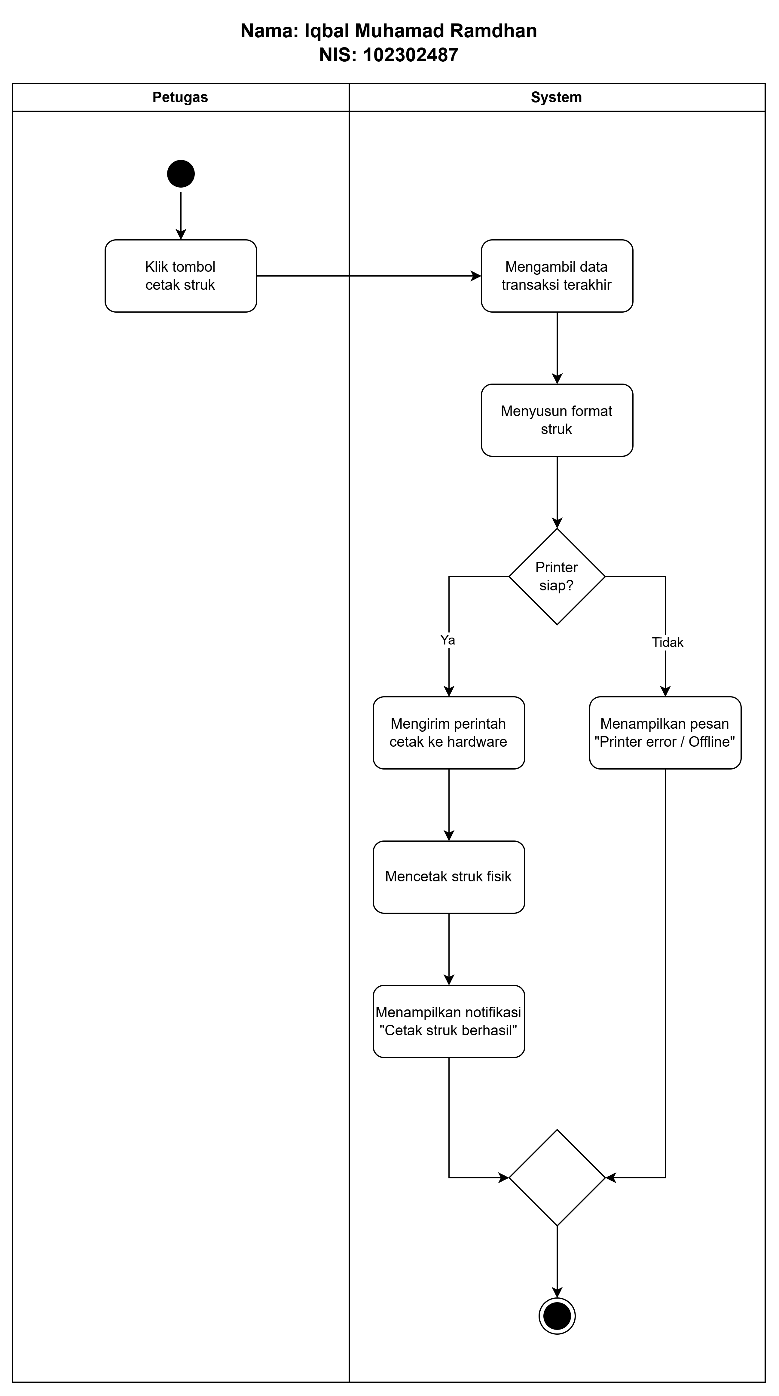 Nama: Iqbal Muhamad Ramdhan
NIS: 102302487
Petugas
System
Klik tombol
cetak struk
Mengambil data
transaksi terakhir
Menyusun format
struk
Printer
siap?
Ya
Tidak
Mengirim perintah
cetak ke hardware
Menampilkan pesan
"Printer error / Offline"
Mencetak struk fisik
Menampilkan notifikasi
"Cetak struk berhasil"